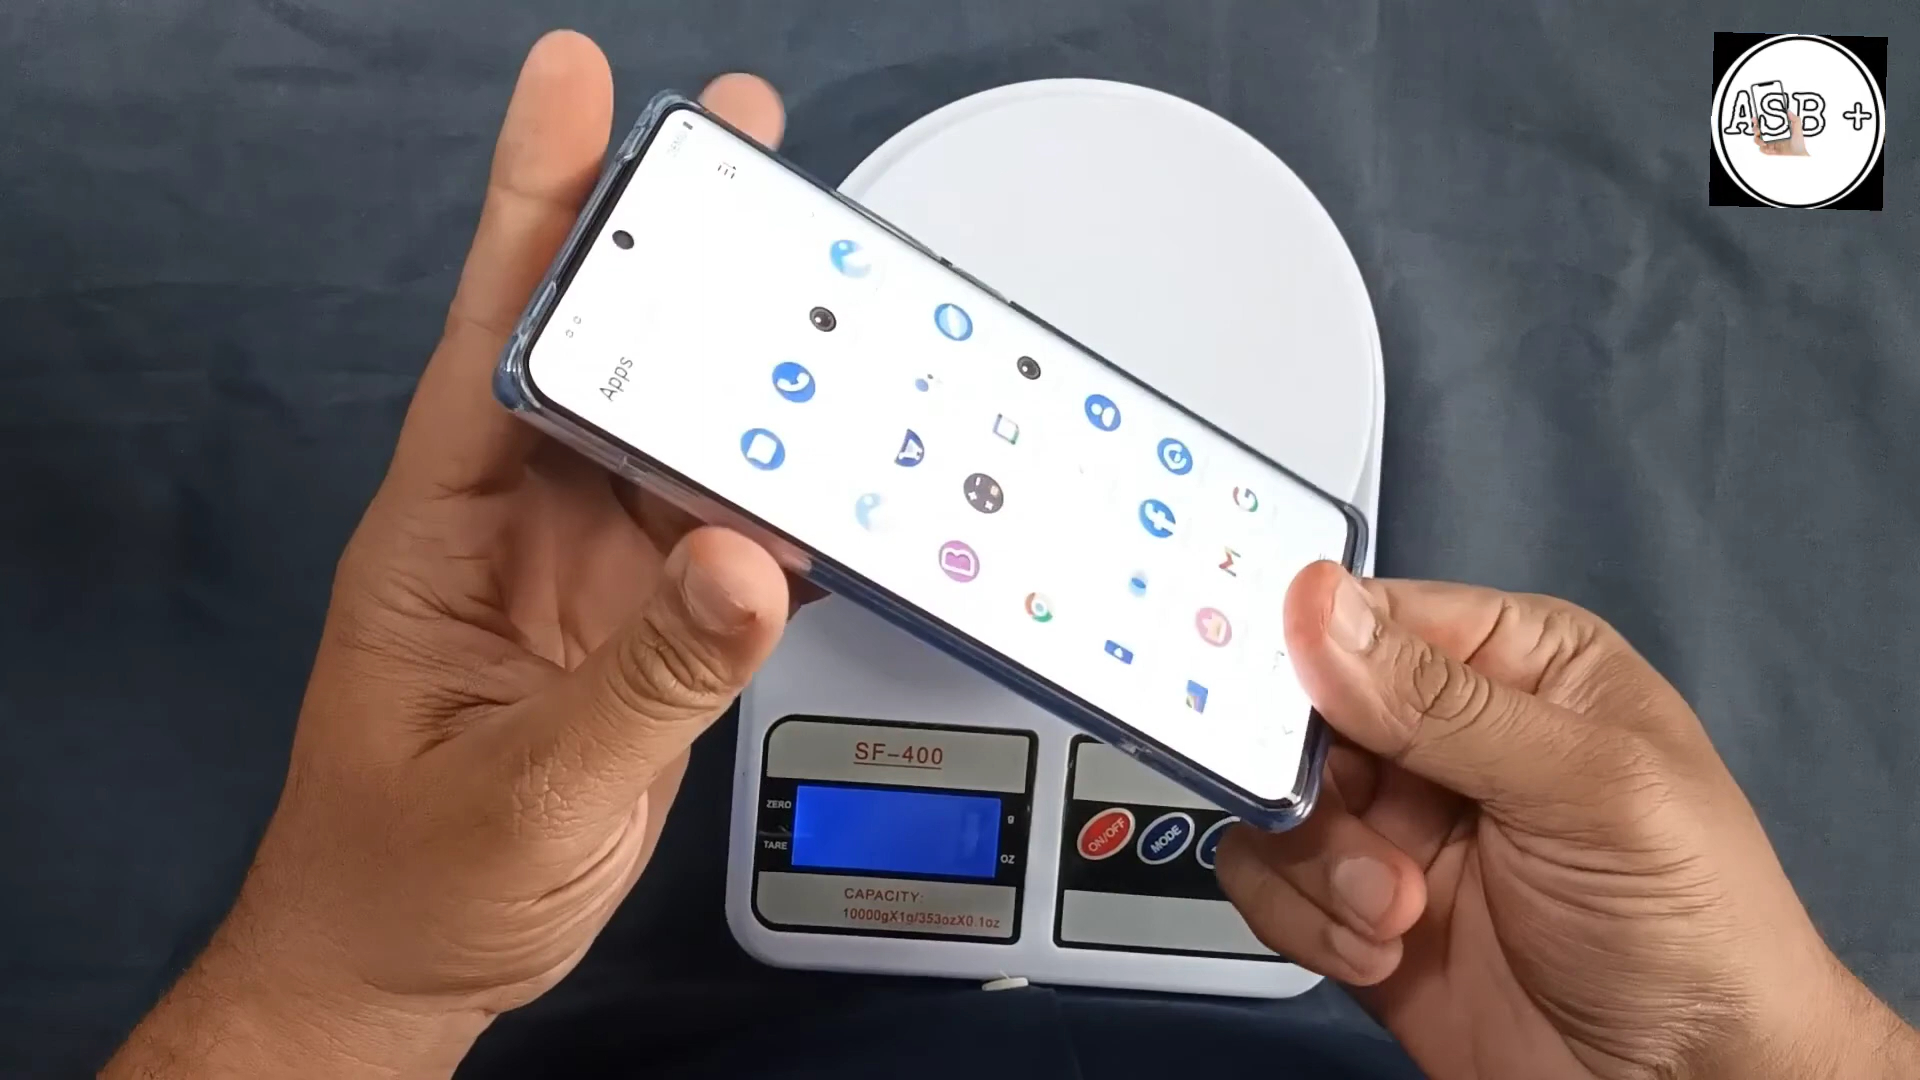 ASB +
Apps
SF-400
ZERO
g
TARE
OZ
CAPACITY:
10000gX1g/353ozX0.1oz
ON/OFF
MODE